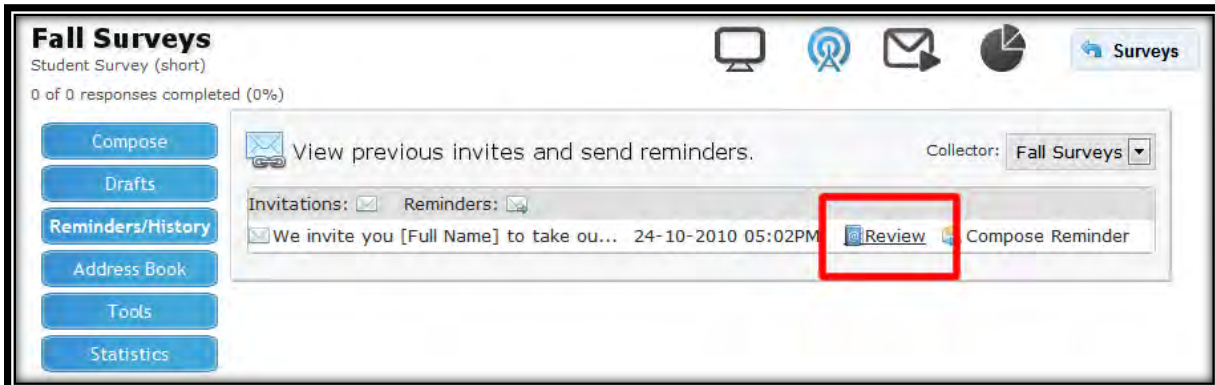 Fall Surveys
Student Survey (short)
0 of 0 responses completed (0%)
Surveys
Compose
Drafts
Reminders/History
Address Book
Tools
Statistics
View previous invites and send reminders.
Collector: Fall Surveys
Invitations: Reminders:
We invite you [Full Name] to take ou... 24-10-2010 05:02PM Review Compose Reminder